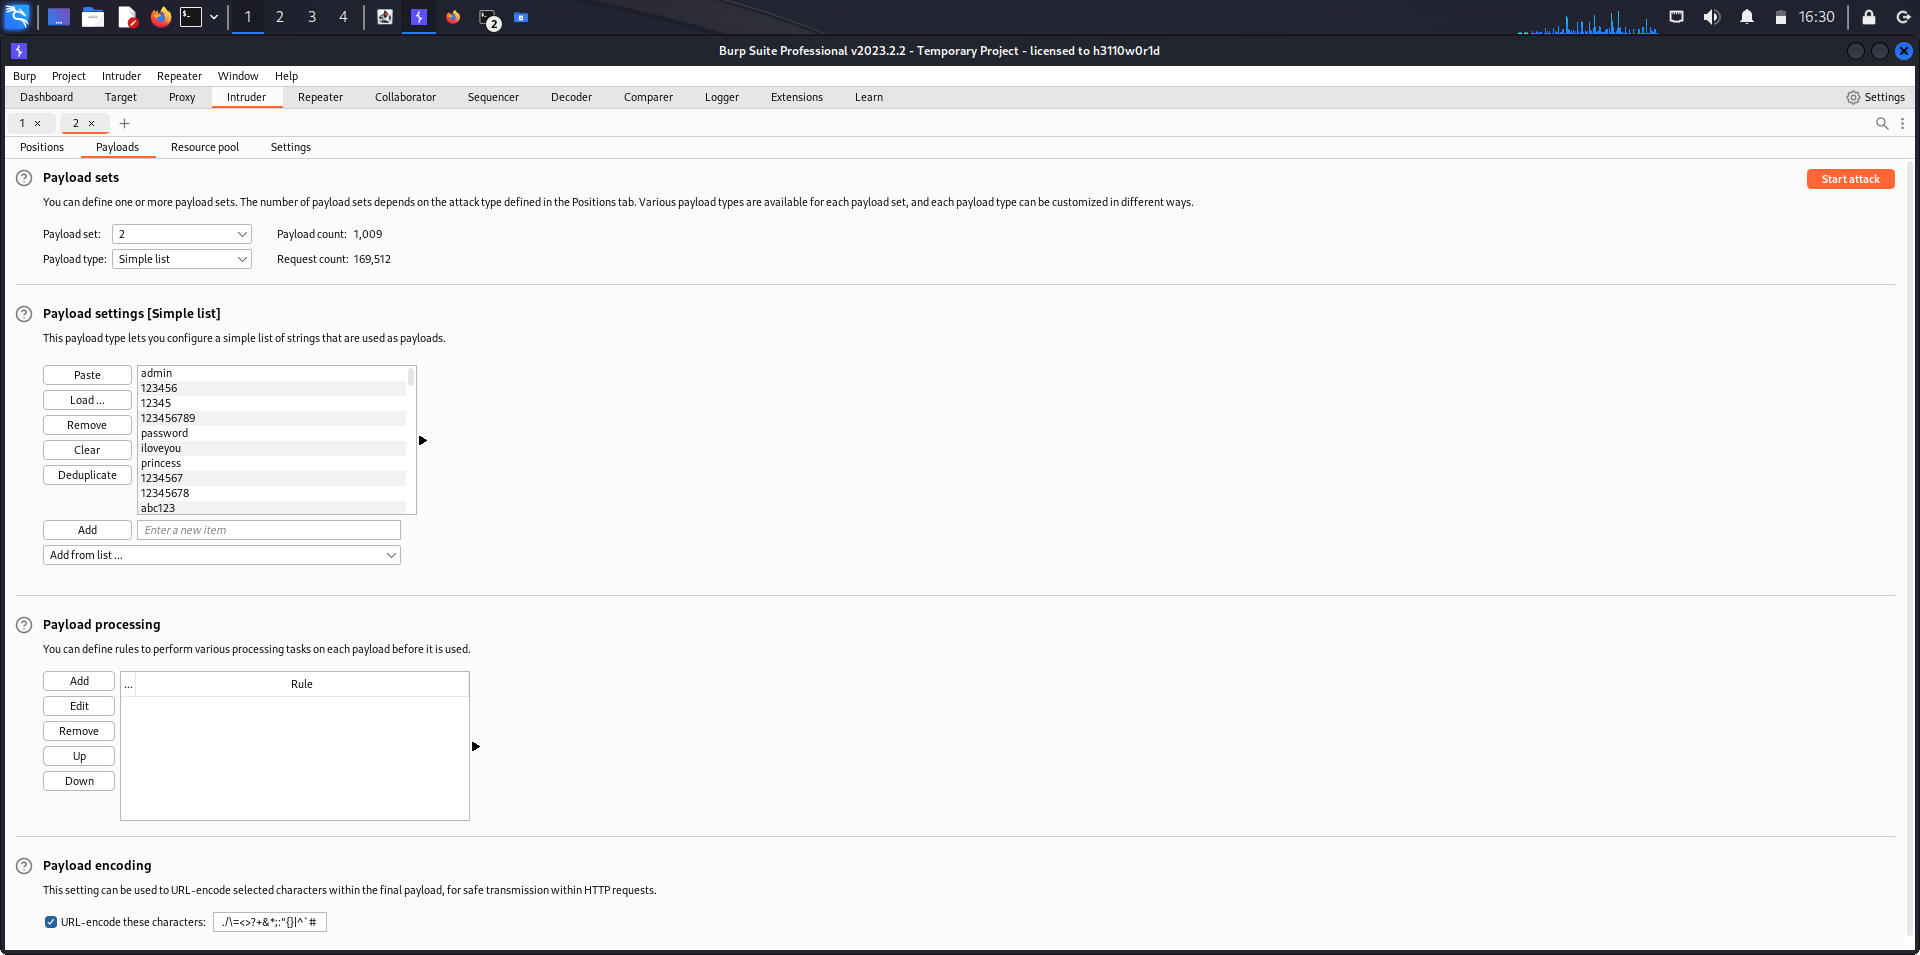 1 2 3 4 2 16:30
Burp Suite Professional v2023.2.2 - Temporary Project - licensed to h3110w0r1d
Burp Project Intruder Repeater Window Help
Dashboard Target Proxy Intruder Repeater Collaborator Sequencer Decoder Comparer Logger Extensions Learn Settings
1 × 2 × +
Positions Payloads Resource pool Settings
? Payload sets Start attack
You can define one or more payload sets. The number of payload sets depends on the attack type defined in the Positions tab. Various payload types are available for each payload set, and each payload type can be customized in different ways.
Payload set: 2 Payload count: 1,009
Payload type: Simple list Request count: 169,512
? Payload settings [Simple list]
This payload type lets you configure a simple list of strings that are used as payloads.
Paste
Load ...
Remove
Clear
Deduplicate
admin
123456
12345
123456789
password
iloveyou
princess
1234567
12345678
abc123
Add Enter a new item
Add from list ...
? Payload processing
You can define rules to perform various processing tasks on each payload before it is used.
Add
Edit
Remove
Up
Down
... Rule
? Payload encoding
This setting can be used to URL-encode selected characters within the final payload, for safe transmission within HTTP requests.
URL-encode these characters: ./\=<>?+&*;:"{}|^`#